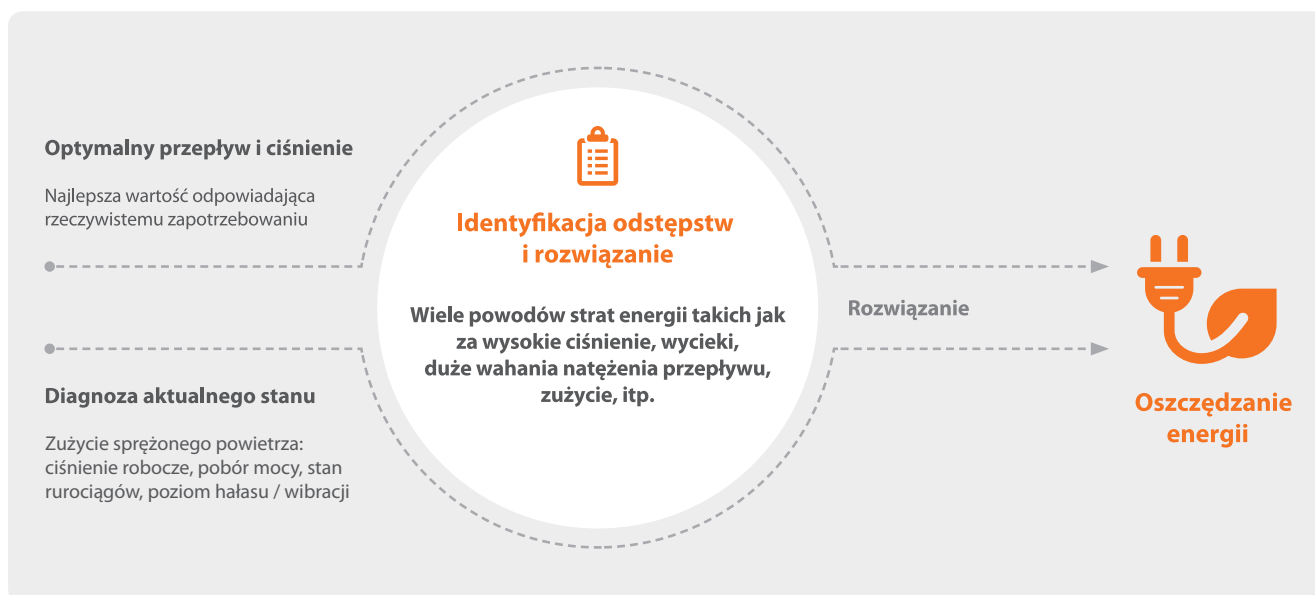 Optymalny przepływ i ciśnienie
Najlepsza wartość odpowiadająca
rzeczywistemu zapotrzebowaniu
Diagnoza aktualnego stanu
Zużycie sprężonego powietrza:
ciśnienie robocze, pobór mocy, stan
rurociągów, poziom hałasu / wibracji
Identyfikacja odstępstw
i rozwiązanie
Wiele powodów strat energii takich jak
za wysokie ciśnienie, wycieki,
duże wahania natężenia przepływu,
zużycie, itp.
Rozwiązanie
Oszczędzanie
energii